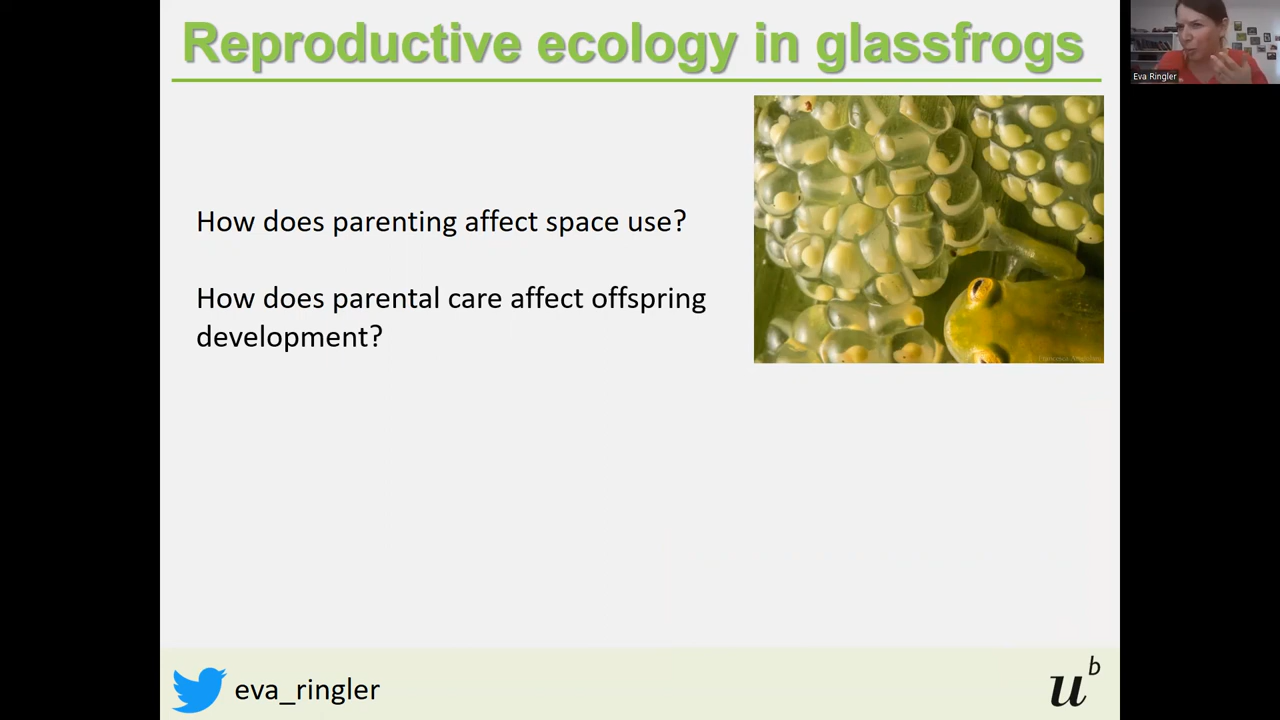 Reproductive ecology in glassfrogs
Eva Ringler
How does parenting affect space use?
How does parental care affect offspring
development?
eva_ringler
u^b